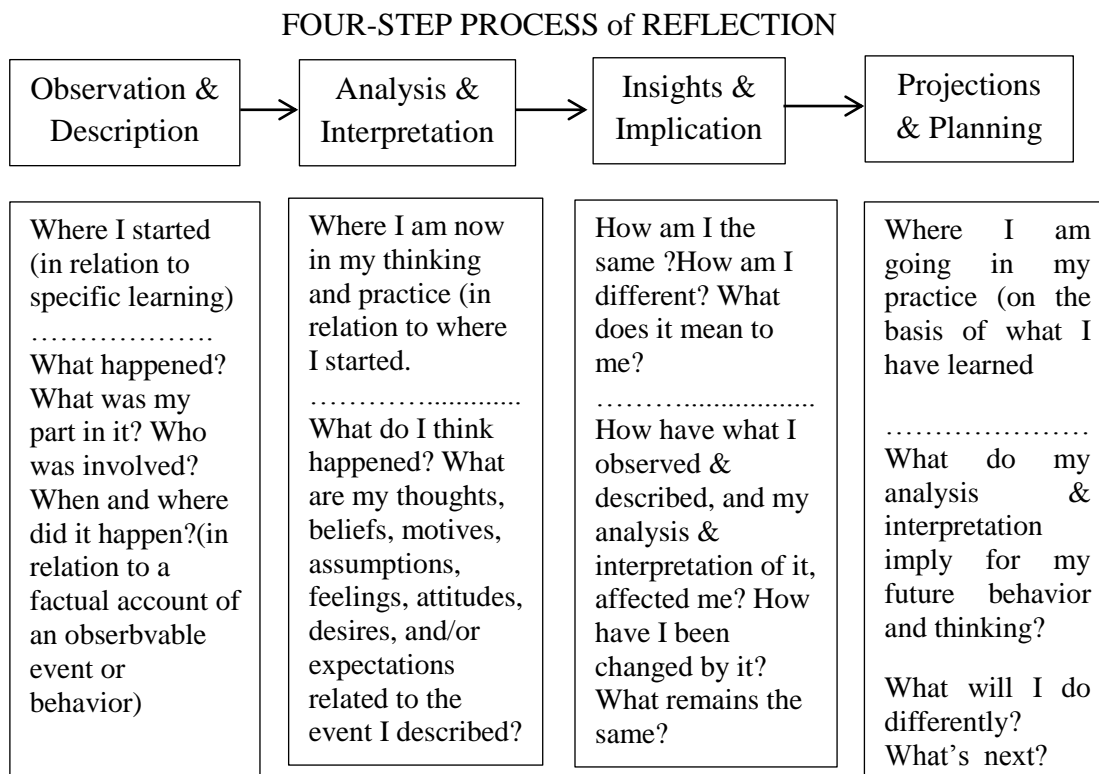 FOUR-STEP PROCESS of REFLECTION
Observation &
Description
Analysis &
Interpretation
Insights &
Implication
Projections
& Planning
Where I started
(in relation to
specific learning)
……………….
What happened?
What was my
part in it? Who
was involved?
When and where
did it happen?(in
relation to a
factual account of
an obserbvable
event or
behavior)
Where I am now
in my thinking
and practice (in
relation to where
I started.
…………............
What do I think
happened? What
are my thoughts,
beliefs, motives,
assumptions,
feelings, attitudes,
desires, and/or
expectations
related to the
event I described?
How am I the
same ?How am I
different? What
does it mean to
me?
………..................
How have what I
observed &
described, and my
analysis &
interpretation of it,
affected me? How
have I been
changed by it?
What remains the
same?
Where I am
going in my
practice (on the
basis of what I
have learned
…………………
What do my
analysis &
interpretation
imply for my
future behavior
and thinking?
What will I do
differently?
What’s next?